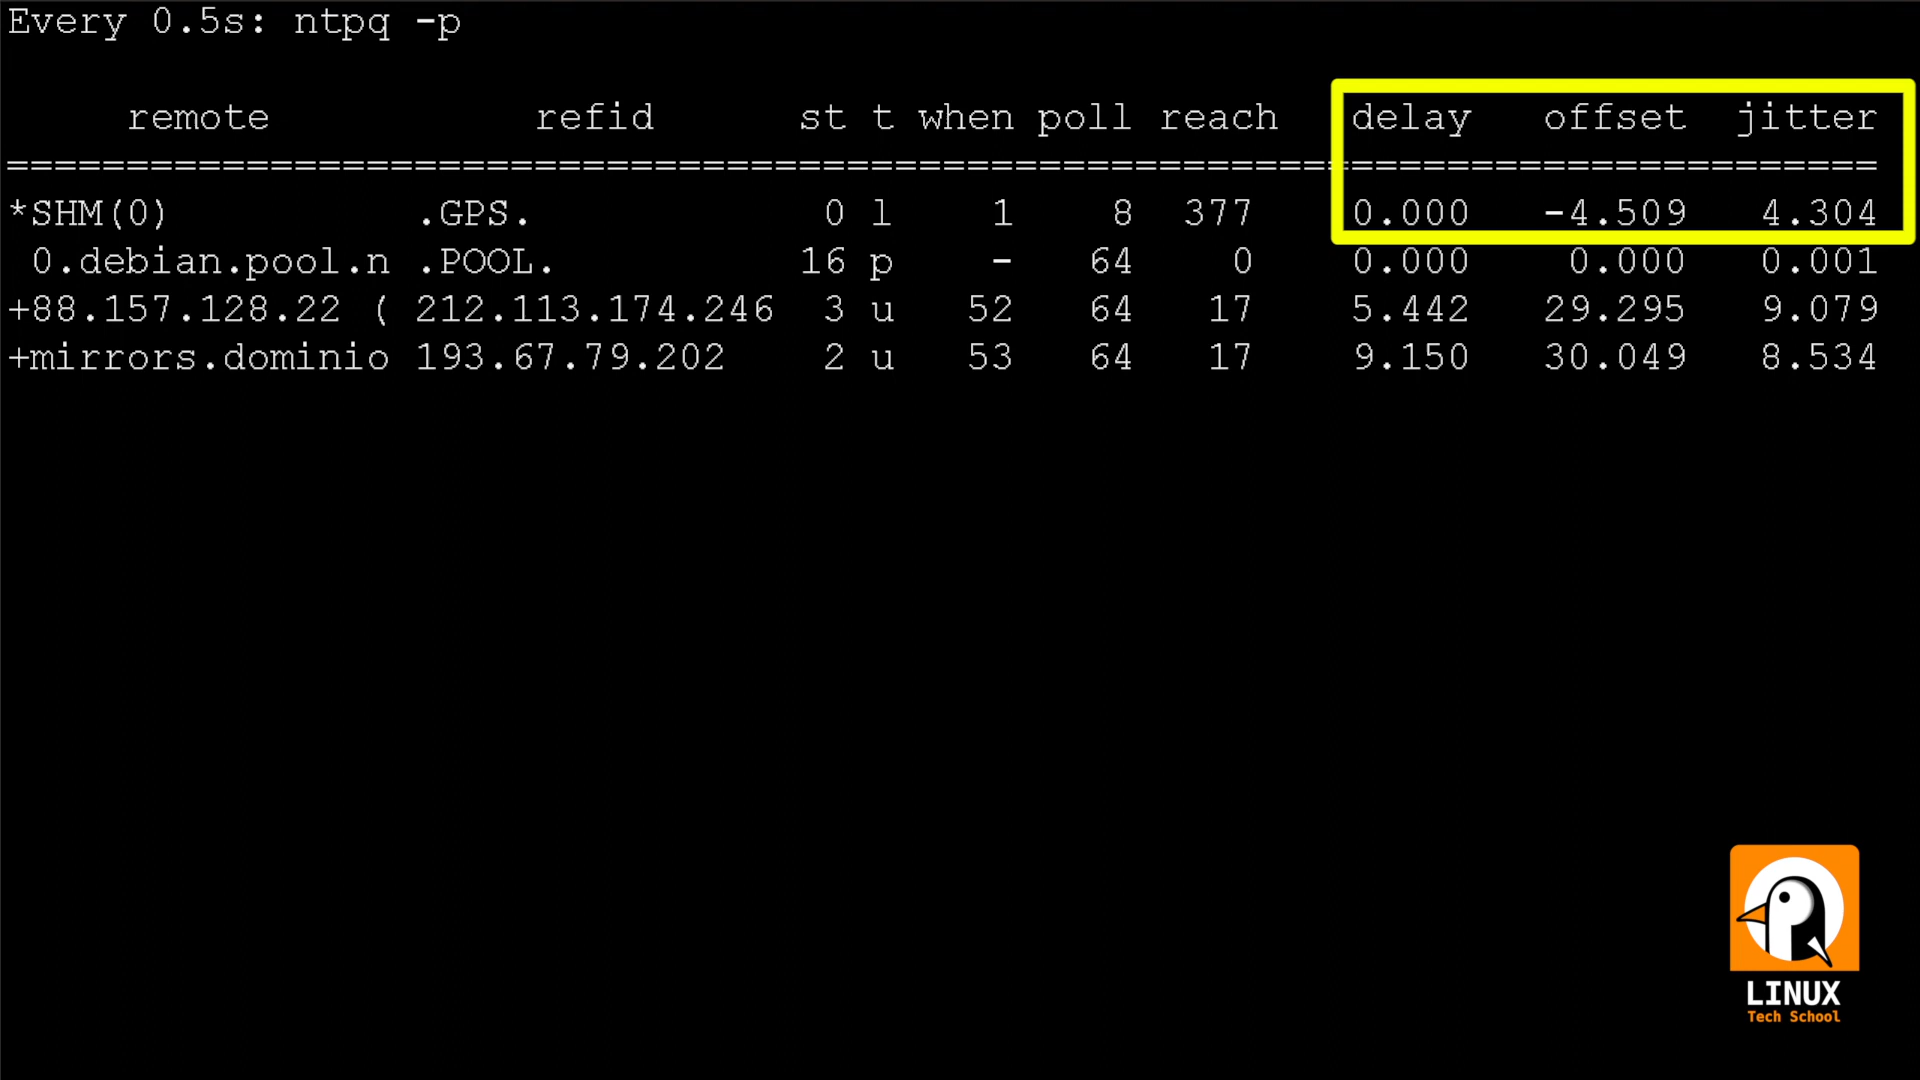 Every 0.5s: ntpq -p
remote refid st t when poll reach delay offset jitter
==============================================================================
*SHM(0) .GPS. 0 l 1 8 377 0.000 -4.509 4.304
0.debian.pool.n .POOL. 16 p - 64 0 0.000 0.000 0.001
+88.157.128.22 ( 212.113.174.246 3 u 52 64 17 5.442 29.295 9.079
+mirrors.dominio 193.67.79.202 2 u 53 64 17 9.150 30.049 8.534
LINUX
Tech School